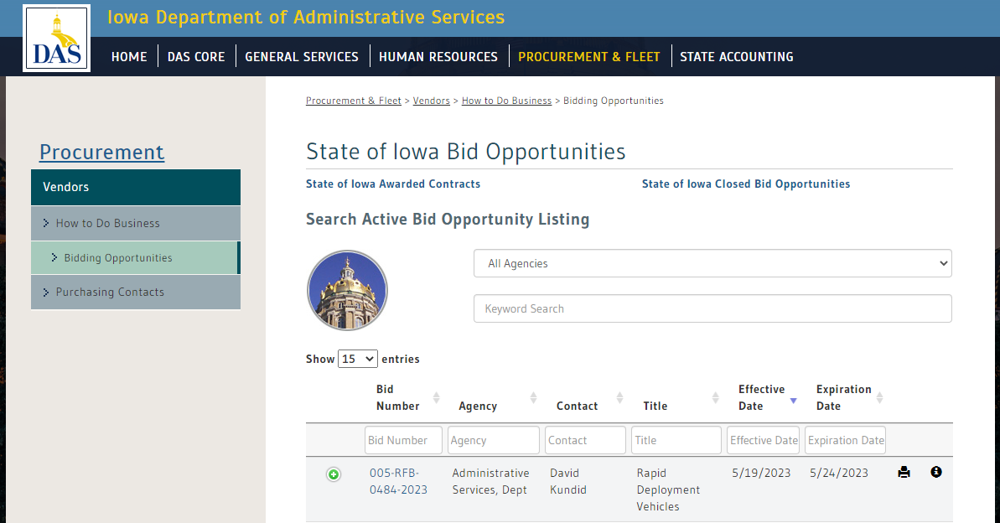 Iowa Department of Administrative Services
DAS
HOME DAS CORE GENERAL SERVICES HUMAN RESOURCES PROCUREMENT & FLEET STATE ACCOUNTING
Procurement & Fleet > Vendors > How to Do Business > Bidding Opportunities
Procurement
Vendors
How to Do Business
Bidding Opportunities
Purchasing Contacts
State of Iowa Bid Opportunities
State of Iowa Awarded Contracts State of Iowa Closed Bid Opportunities
Search Active Bid Opportunity Listing
All Agencies
Keyword Search
Show 15 entries
Bid Number Agency Contact Title Effective Date Expiration Date
Bid Number Agency Contact Title Effective Date Expiration Date
005-RFB-0484-2023 Administrative Services, Dept David Kundid Rapid Deployment Vehicles 5/19/2023 5/24/2023